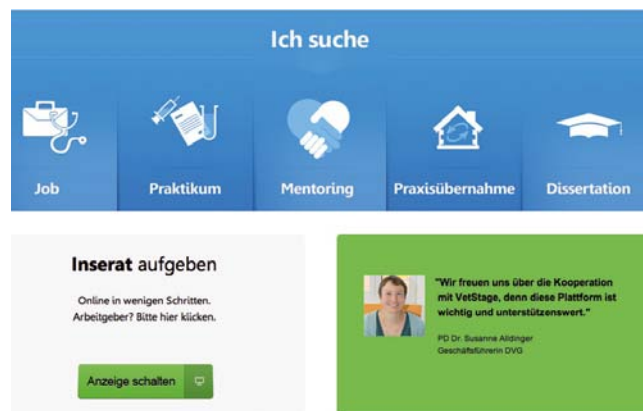 Ich suche
Job
Praktikum
Mentoring
Praxisübernahme
Dissertation
Inserat aufgeben
Online in wenigen Schritten.
Arbeitgeber? Bitte hier klicken.
Anzeige schalten
"Wir freuen uns über die Kooperation
mit VetStage, denn diese Plattform ist
wichtig und unterstützenswert."
PD Dr. Susanne Alldinger
Geschäftsführerin DVG